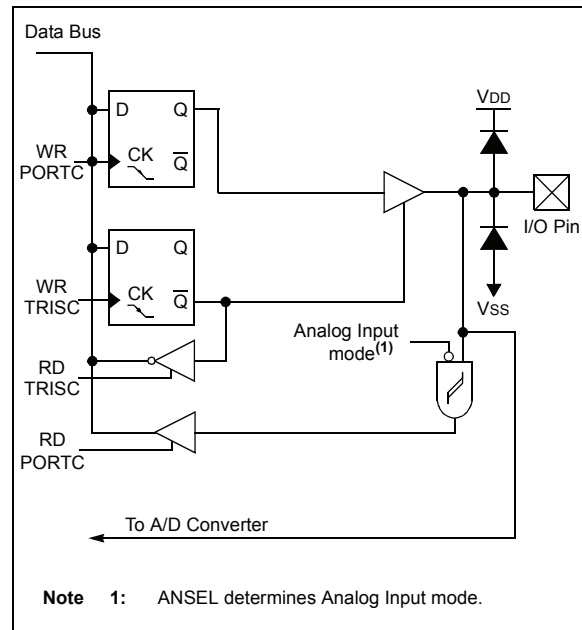 Data Bus
D Q
WR
PORTC
CK Q
VDD
I/O Pin
VSS
D Q
WR
TRISC
CK Q
RD
TRISC
Analog Input
mode(1)
RD
PORTC
To A/D Converter
Note 1: ANSEL determines Analog Input mode.